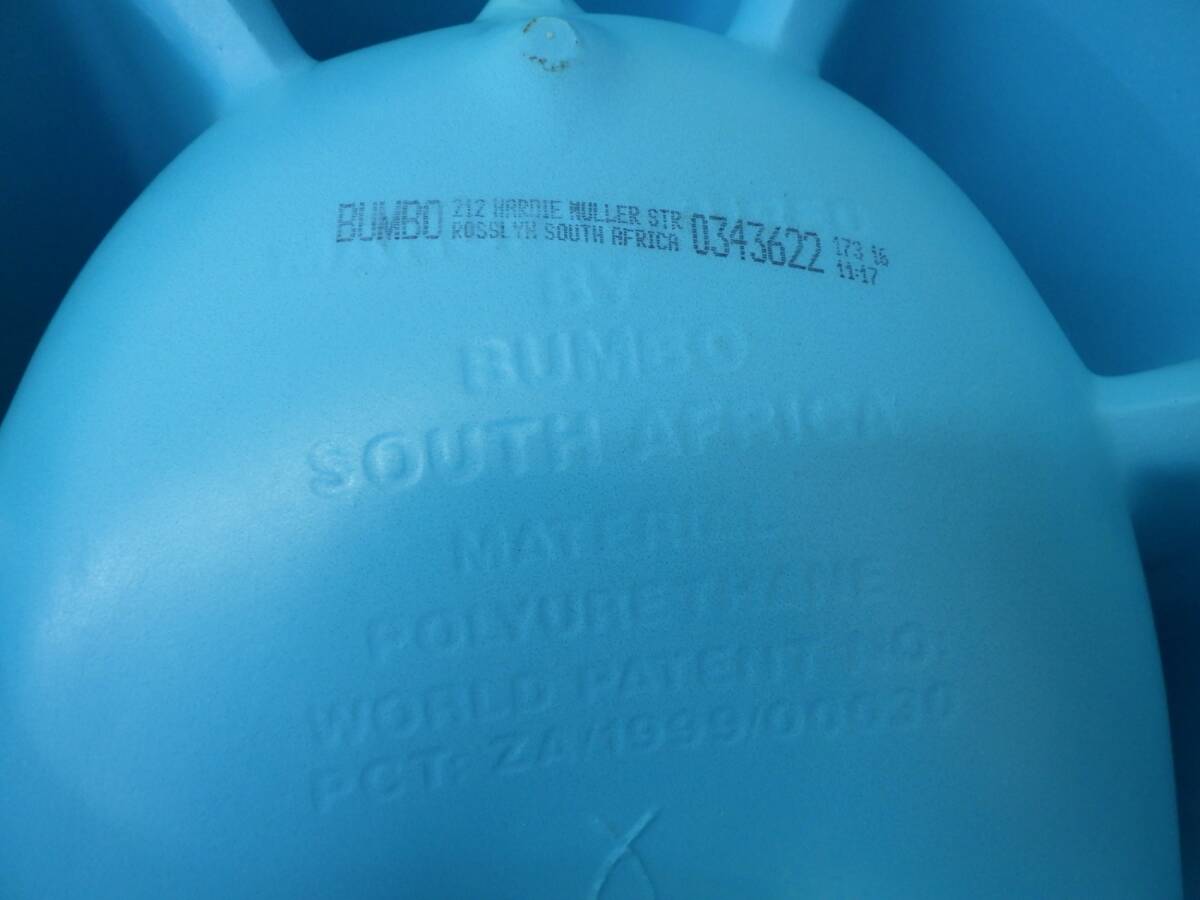 BUMBO 212 HARDIE MULLER STR 0343622 173 16
ROSSLYN SOUTH AFRICA 11:17
BY
BUMBO
SOUTH AFRICA
MATERIAL
POLYURETHANE
WORLD PATENT NO.
PCT: ZA/1999/00030